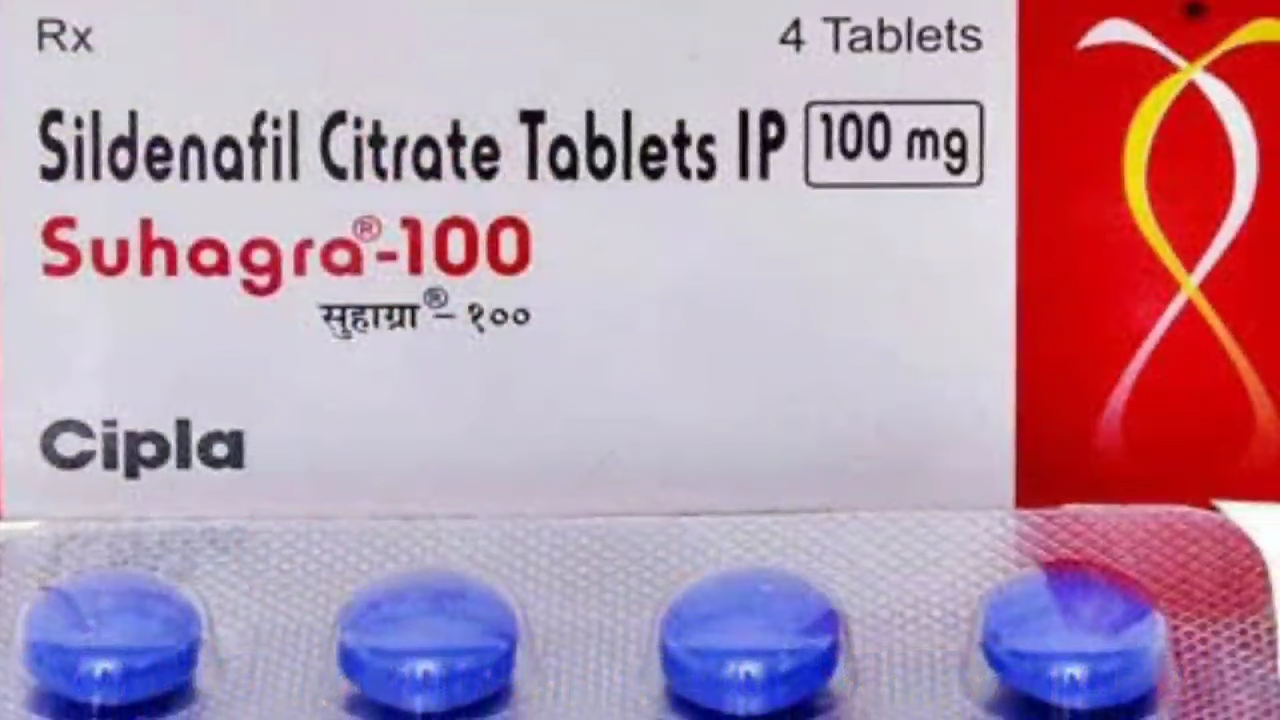 Rx
4 Tablets
Sildenafil Citrate Tablets IP 100 mg
Suhagra®-100
सुहाग्रा®-१००
Cipla